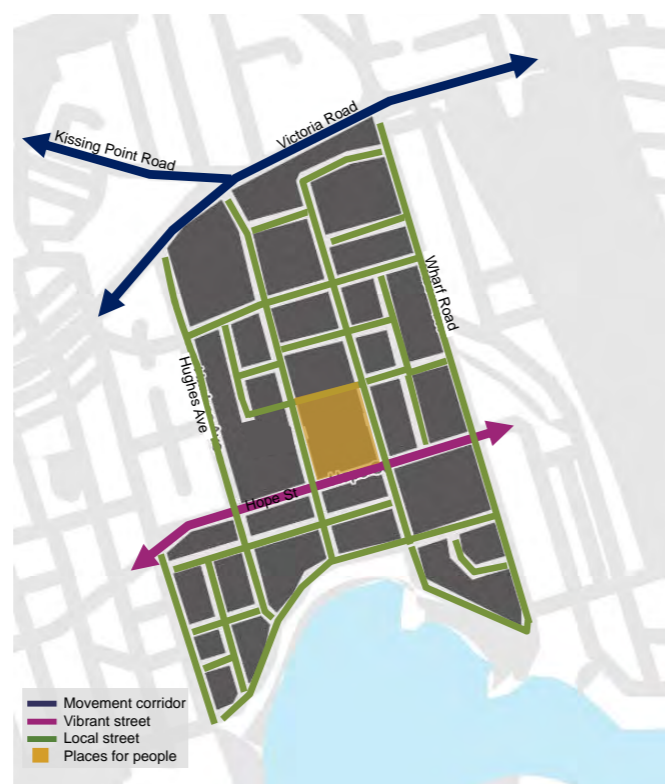 Victoria Road
Kissing Point Road
Wharf Road
Hughes Ave
Hope St
Movement corridor
Vibrant street
Local street
Places for people